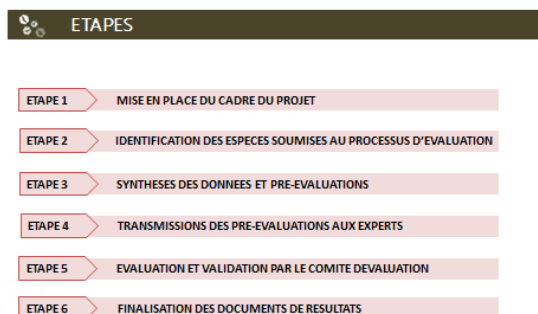 ETAPES
ETAPE 1 MISE EN PLACE DU CADRE DU PROJET
ETAPE 2 IDENTIFICATION DES ESPECES SOUMISES AU PROCESSUS D'EVALUATION
ETAPE 3 SYNTHESES DES DONNEES ET PRE-EVALUATIONS
ETAPE 4 TRANSMISSIONS DES PRE-EVALUATIONS AUX EXPERTS
ETAPE 5 EVALUATION ET VALIDATION PAR LE COMITE DEVALUATION
ETAPE 6 FINALISATION DES DOCUMENTS DE RESULTATS